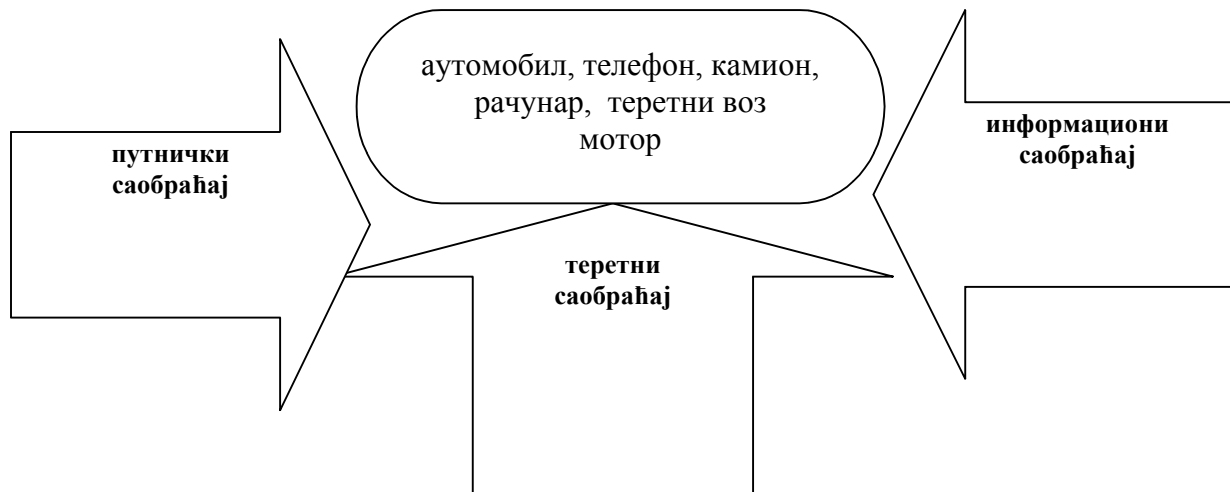 аутомобил, телефон, камион,
рачунар, теретни воз
мотор
путнички
саобраћај
информациони
саобраћај
теретни
саобраћај